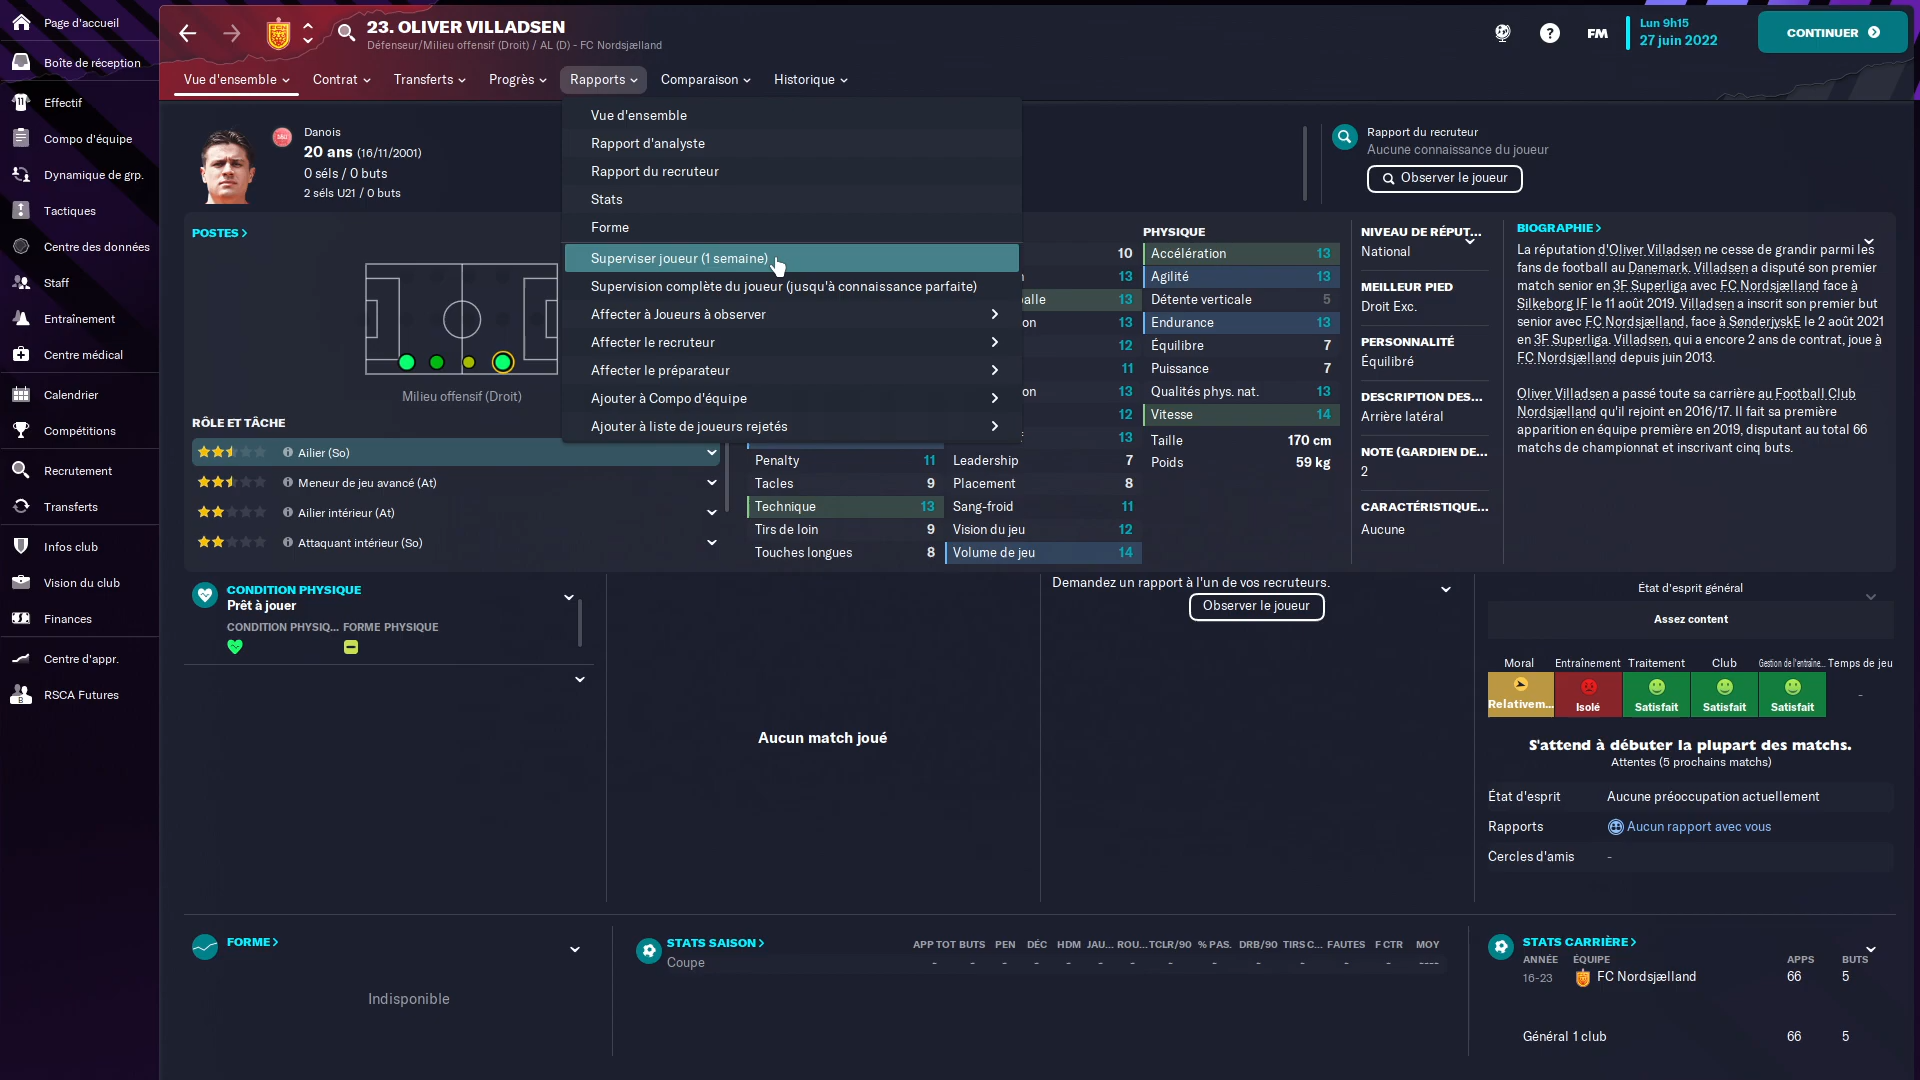 Page d'accueil
Boîte de réception
Effectif
Compo d'équipe
Dynamique de grp.
Tactiques
Centre des données
Staff
Entraînement
Centre médical
Calendrier
Compétitions
Recrutement
Transferts
Infos club
Vision du club
Finances
Centre d'appr.
RSCA Futures
23. OLIVER VILLADSEN
Défenseur/Milieu offensif (Droit) / AL (D) - FC Nordsjælland
FM
Lun 9h15
27 juin 2022
CONTINUER
Vue d'ensemble
Contrat
Transferts
Progrès
Rapports
Comparaison
Historique
Danois
20 ans (16/11/2001)
0 séls / 0 buts
2 séls U21 / 0 buts
Vue d'ensemble
Rapport d'analyste
Rapport du recruteur
Stats
Forme
Superviser joueur (1 semaine)
Supervision complète du joueur (jusqu'à connaissance parfaite)
Affecter à Joueurs à observer
Affecter le recruteur
Affecter le préparateur
Ajouter à Compo d'équipe
Ajouter à liste de joueurs rejetés
Rapport du recruteur
Aucune connaissance du joueur
Observer le joueur
POSTES
Milieu offensif (Droit)
RÔLE ET TÂCHE
Ailier (So)
Meneur de jeu avancé (At)
Ailier intérieur (At)
Attaquant intérieur (So)
Penalty 11
Tacles 9
Technique 13
Tirs de loin 9
Touches longues 8
10
13
alle 13
on 13
12
11
on 13
12
13
Leadership 7
Placement 8
Sang-froid 11
Vision du jeu 12
Volume de jeu 14
PHYSIQUE
Accélération 13
Agilité 13
Détente verticale 5
Endurance 13
Équilibre 7
Puissance 7
Qualités phys. nat. 13
Vitesse 14
Taille 170 cm
Poids 59 kg
NIVEAU DE RÉPUT...
National
MEILLEUR PIED
Droit Exc.
PERSONNALITÉ
Équilibré
DESCRIPTION DES...
Arrière latéral
NOTE (GARDIEN DE...
2
CARACTÉRISTIQUE...
Aucune
BIOGRAPHIE
La réputation d'Oliver Villadsen ne cesse de grandir parmi les
fans de football au Danemark. Villadsen a disputé son premier
match senior en 3F Superliga avec FC Nordsjælland face à
Silkeborg IF le 11 août 2019. Villadsen a inscrit son premier but
senior avec FC Nordsjælland, face à SønderjyskE le 2 août 2021
en 3F Superliga. Villadsen, qui a encore 2 ans de contrat, joue à
FC Nordsjælland depuis juin 2013.
Oliver Villadsen a passé toute sa carrière au Football Club
Nordsjælland qu'il rejoint en 2016/17. Il fait sa première
apparition en équipe première en 2019, disputant au total 66
matchs de championnat et inscrivant cinq buts.
CONDITION PHYSIQUE
Prêt à jouer
CONDITION PHYSIQ... FORME PHYSIQUE
Aucun match joué
Demandez un rapport à l'un de vos recruteurs.
Observer le joueur
État d'esprit général
Assez content
Moral Entraînement Traitement Club Gestion de l'entraîne... Temps de jeu
Relativem... Isolé Satisfait Satisfait Satisfait -
S'attend à débuter la plupart des matchs.
Attentes (5 prochains matchs)
État d'esprit Aucune préoccupation actuellement
Rapports Aucun rapport avec vous
Cercles d'amis -
FORME
Indisponible
STATS SAISON
APP TOT BUTS PEN DÉC HDM JAU... ROU... TCLR/90 % PAS. DRB/90 TIRS C... FAUTES F CTR MOY
Coupe - - - - - - - - - - - - - ----
STATS CARRIÈRE
ANNÉE ÉQUIPE APPS BUTS
16-23 FC Nordsjælland 66 5
Général 1 club 66 5